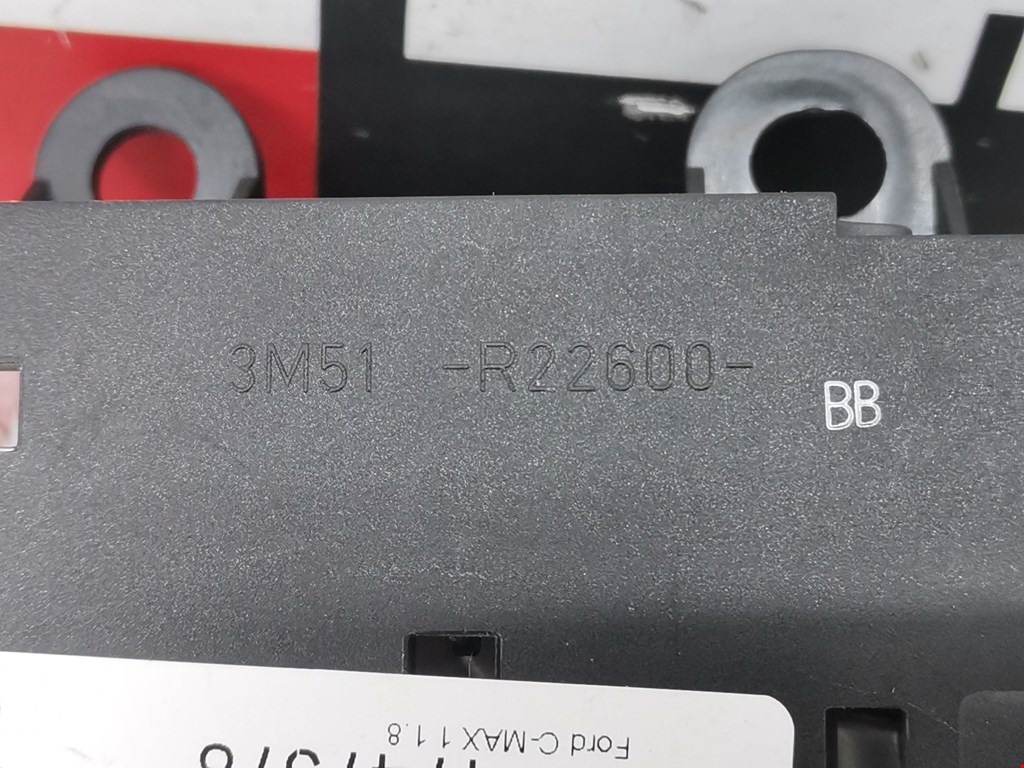 3M51 -R22600-
BB
Ford C-MAX 1 1.8